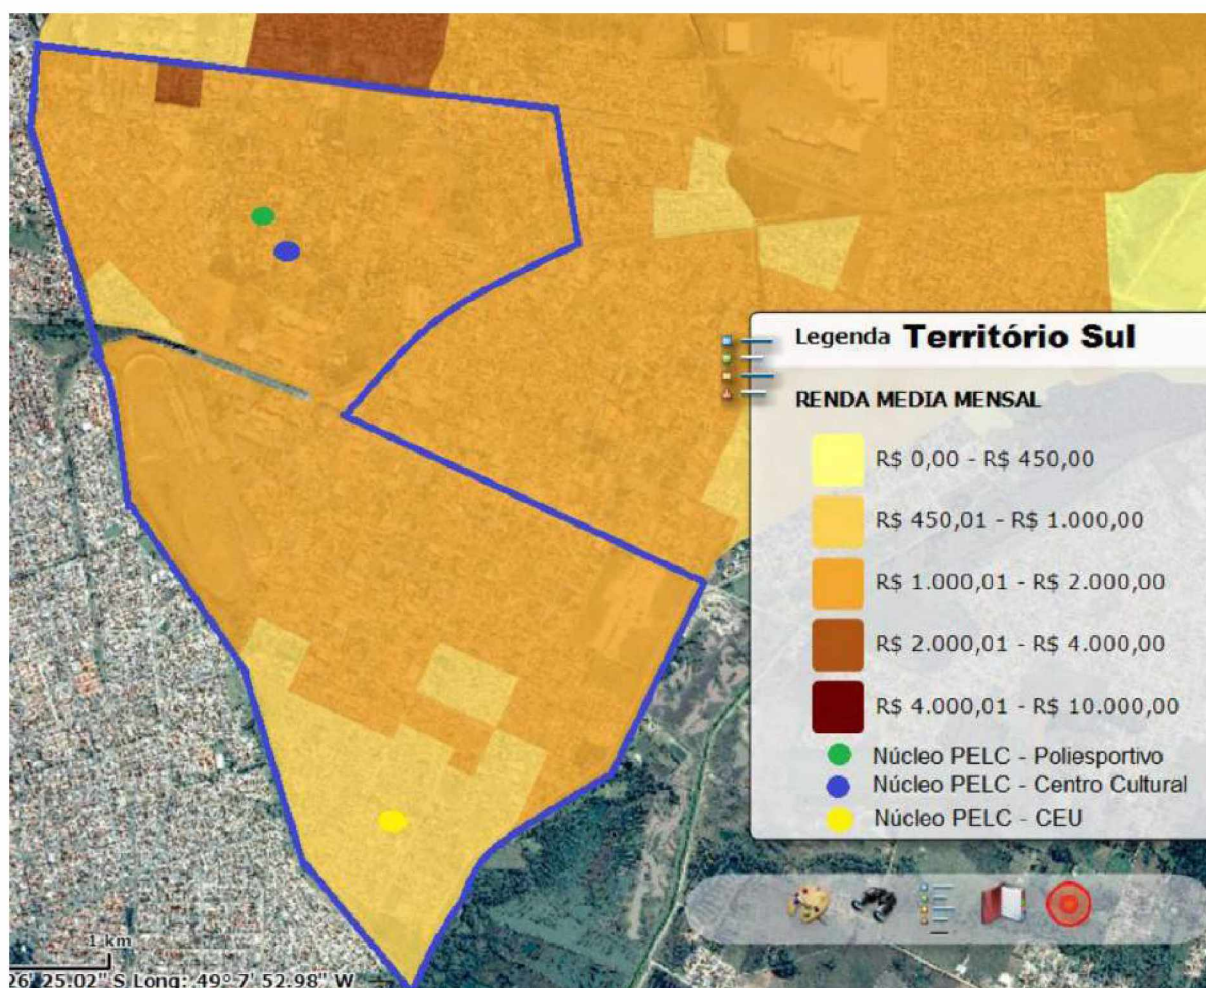 Legenda Território Sul
RENDA MEDIA MENSAL
R$ 0,00 - R$ 450,00
R$ 450,01 - R$ 1.000,00
R$ 1.000,01 - R$ 2.000,00
R$ 2.000,01 - R$ 4.000,00
R$ 4.000,01 - R$ 10.000,00
Núcleo PELC - Poliesportivo
Núcleo PELC - Centro Cultural
Núcleo PELC - CEU
1 km
26' 25.02" S Long: 49° 7' 52.98" W